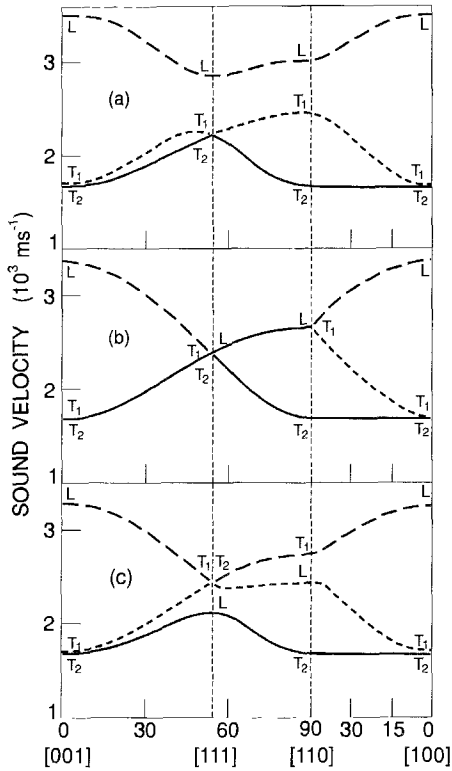 SOUND VELOCITY (10³ ms⁻¹)
3
2
1
(a)
L
L
L
L
T₁
T₂
T₁
T₂
T₁
T₂
T₁
T₂
3
2
1
(b)
L
L
L
L
T₁
T₂
T₁
T₂
T₁
T₂
T₁
T₂
3
2
1
(c)
L
T₁ T₂
T₁
L
L
L
T₁
T₂
T₂
T₁
T₂
0 30 60 90 30 15 0
[001] [111] [110] [100]